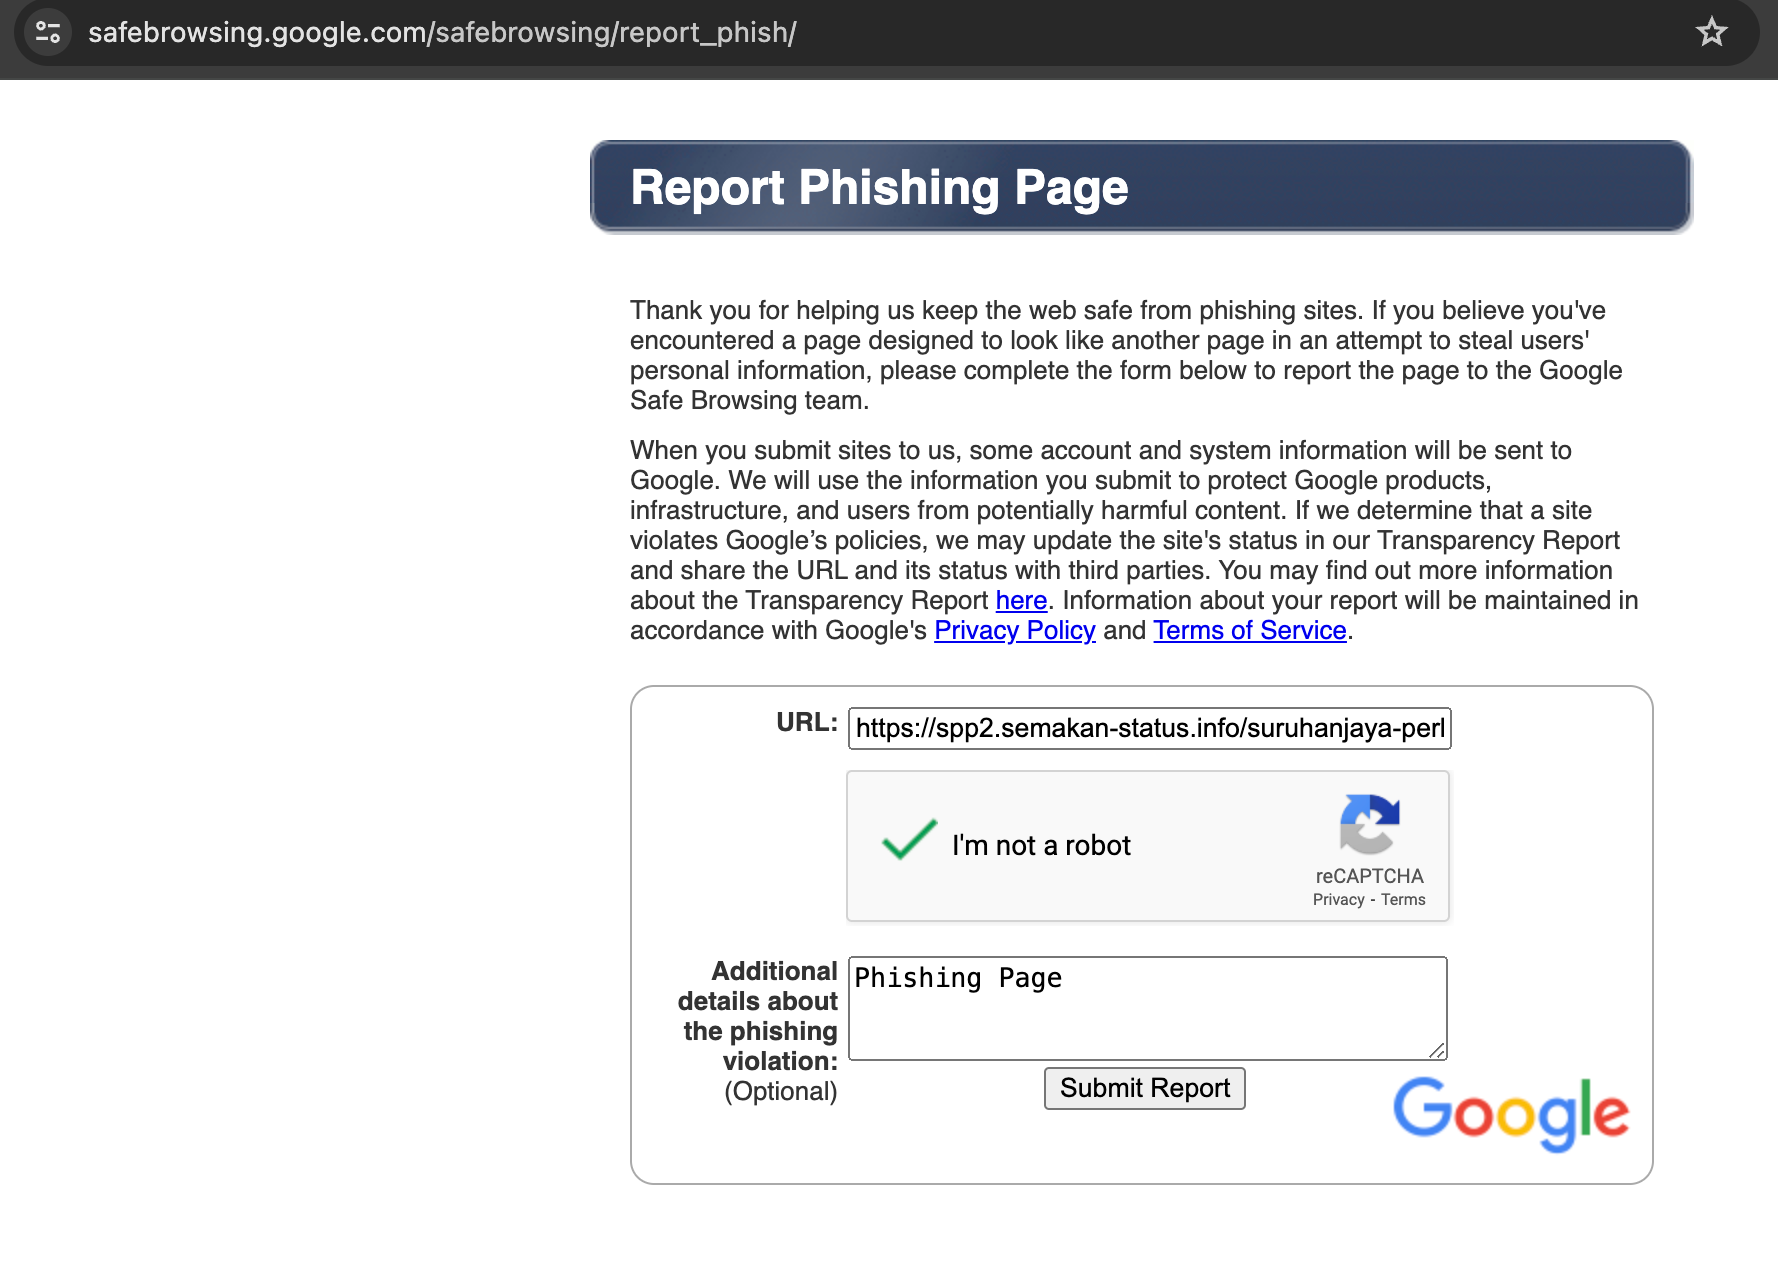 safebrowsing.google.com/safebrowsing/report_phish/
Report Phishing Page
Thank you for helping us keep the web safe from phishing sites. If you believe you've
encountered a page designed to look like another page in an attempt to steal users'
personal information, please complete the form below to report the page to the Google
Safe Browsing team.
When you submit sites to us, some account and system information will be sent to
Google. We will use the information you submit to protect Google products,
infrastructure, and users from potentially harmful content. If we determine that a site
violates Google’s policies, we may update the site's status in our Transparency Report
and share the URL and its status with third parties. You may find out more information
about the Transparency Report here. Information about your report will be maintained in
accordance with Google's Privacy Policy and Terms of Service.
URL: https://spp2.semakan-status.info/suruhanjaya-perl
I'm not a robot
reCAPTCHA
Privacy - Terms
Additional
details about
the phishing
violation:
(Optional)
Phishing Page
Submit Report
Google